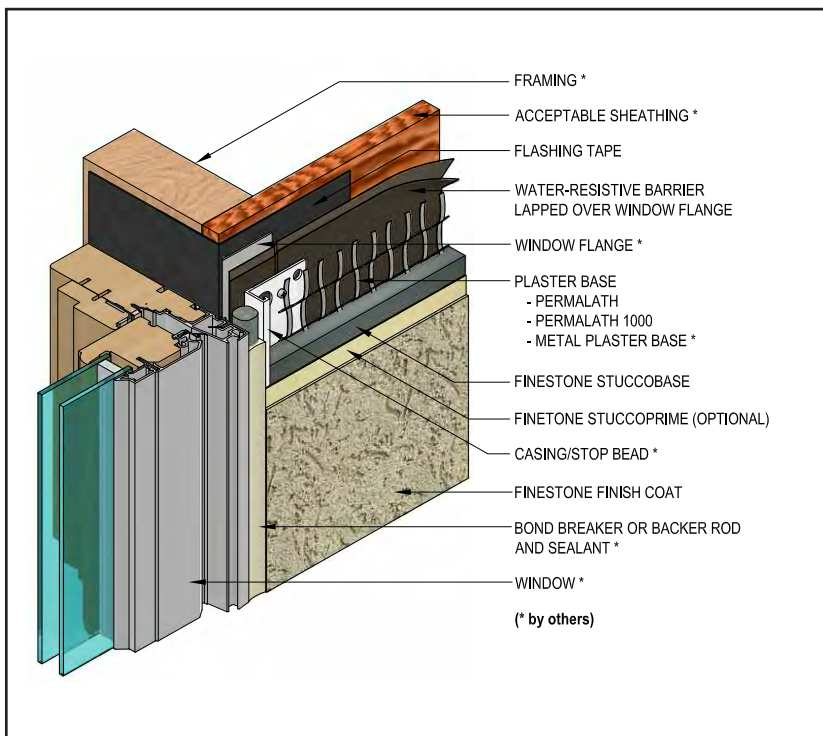 FRAMING *
ACCEPTABLE SHEATHING *
FLASHING TAPE
WATER-RESISTIVE BARRIER
LAPPED OVER WINDOW FLANGE
WINDOW FLANGE *
PLASTER BASE
- PERMALATH
- PERMALATH 1000
- METAL PLASTER BASE *
FINESTONE STUCCOBASE
FINETONE STUCCOPRIME (OPTIONAL)
CASING/STOP BEAD *
FINESTONE FINISH COAT
BOND BREAKER OR BACKER ROD
AND SEALANT *
WINDOW *
(* by others)